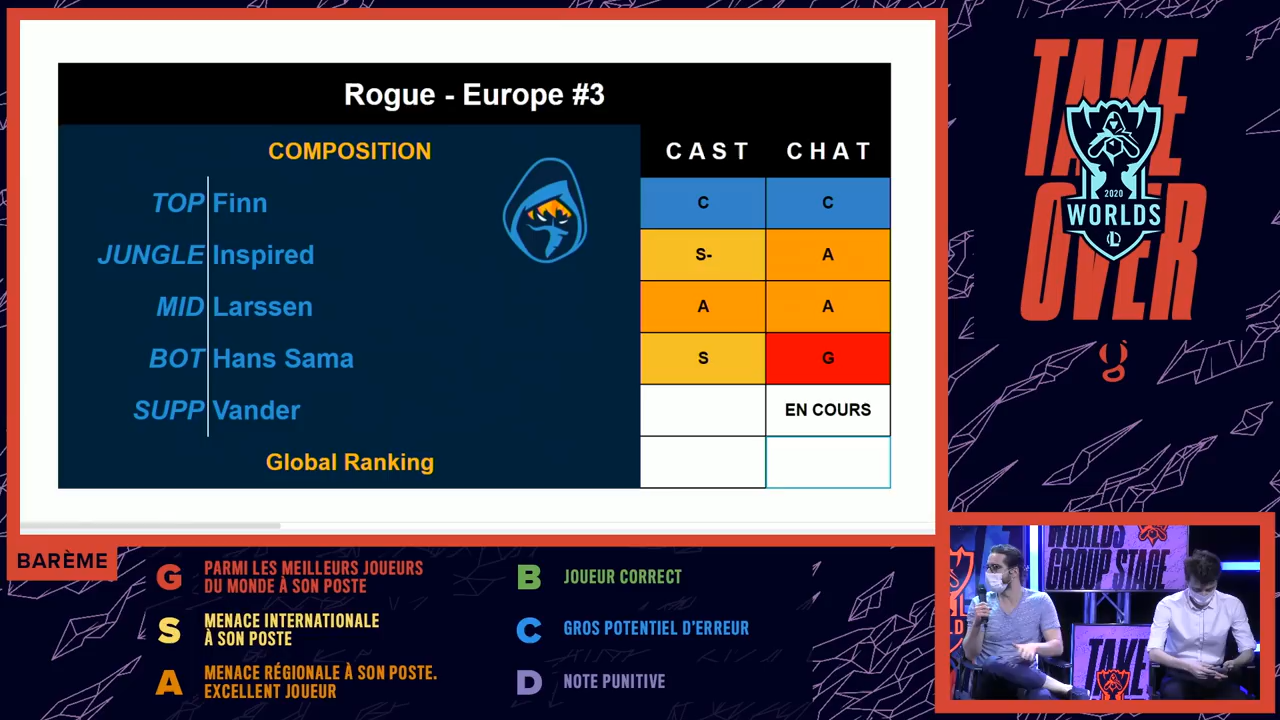 Rogue - Europe #3
COMPOSITION
CAST CHAT
TOP Finn C C
JUNGLE Inspired S- A
MID Larssen A A
BOT Hans Sama S G
SUPP Vander EN COURS
Global Ranking
TAKE
OVER
2020
WORLDS
BARÈME
G PARMI LES MEILLEURS JOUEURS
DU MONDE À SON POSTE
S MENACE INTERNATIONALE
À SON POSTE
A MENACE RÉGIONALE À SON POSTE.
EXCELLENT JOUEUR
B JOUEUR CORRECT
C GROS POTENTIEL D'ERREUR
D NOTE PUNITIVE
WORLDS
GROUP STAGE
TAKE